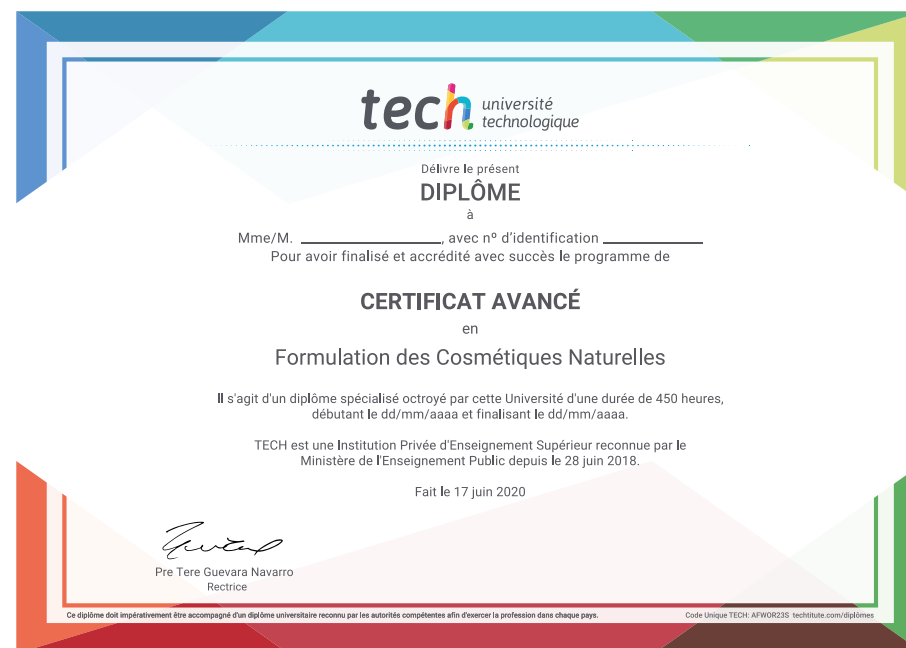 tech université
technologique
Délivre le présent
DIPLÔME
à
Mme/M. ____________________, avec nº d'identification ______________
Pour avoir finalisé et accrédité avec succès le programme de
CERTIFICAT AVANCÉ
en
Formulation des Cosmétiques Naturelles
Il s'agit d'un diplôme spécialisé octroyé par cette Université d'une durée de 450 heures,
débutant le dd/mm/aaaa et finalisant le dd/mm/aaaa.
TECH est une Institution Privée d'Enseignement Supérieur reconnue par le
Ministère de l'Enseignement Public depuis le 28 juin 2018.
Fait le 17 juin 2020
Pre Tere Guevara Navarro
Rectrice
Ce diplôme doit impérativement être accompagné d'un diplôme universitaire reconnu par les autorités compétentes afin d'exercer la profession dans chaque pays.
Code Unique TECH: AFWOR23S techtitute.com/diplômes